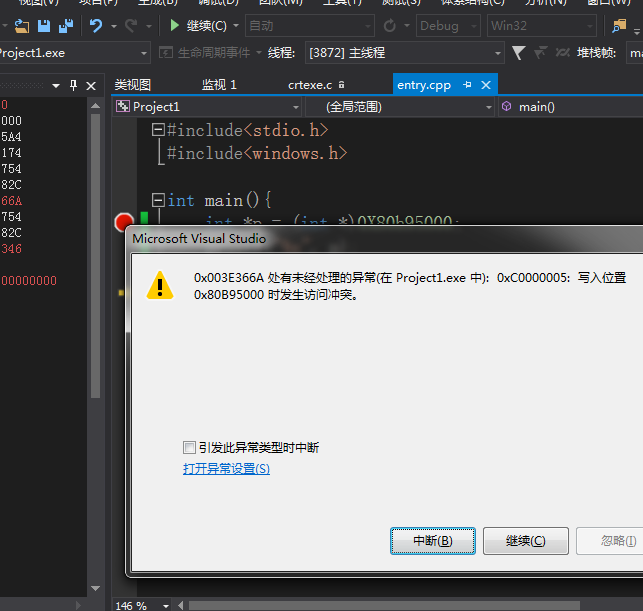 视图(V) 项目(P) 生成(B) 调试(D) 团队(M) 工具(T) 测试(S) 体系结构(C) 分析(N) 窗口(W)
继续(C) 自动 Debug Win32
Project1.exe 生命周期事件 线程: [3872] 主线程 堆栈帧:
类视图 监视 1 crtexe.c entry.cpp
Project1 (全局范围) main()
0
000
5A4
174
754
82C
66A
754
82C
346
00000000
#include<stdio.h>
#include<windows.h>
int main(){
int *p = (int *)0X80b95000;
Microsoft Visual Studio
0x003E366A 处有未经处理的异常(在 Project1.exe 中): 0xC0000005: 写入位置
0x80B95000 时发生访问冲突。
引发此异常类型时中断
打开异常设置(S)
中断(B) 继续(C) 忽略(I)
146 %